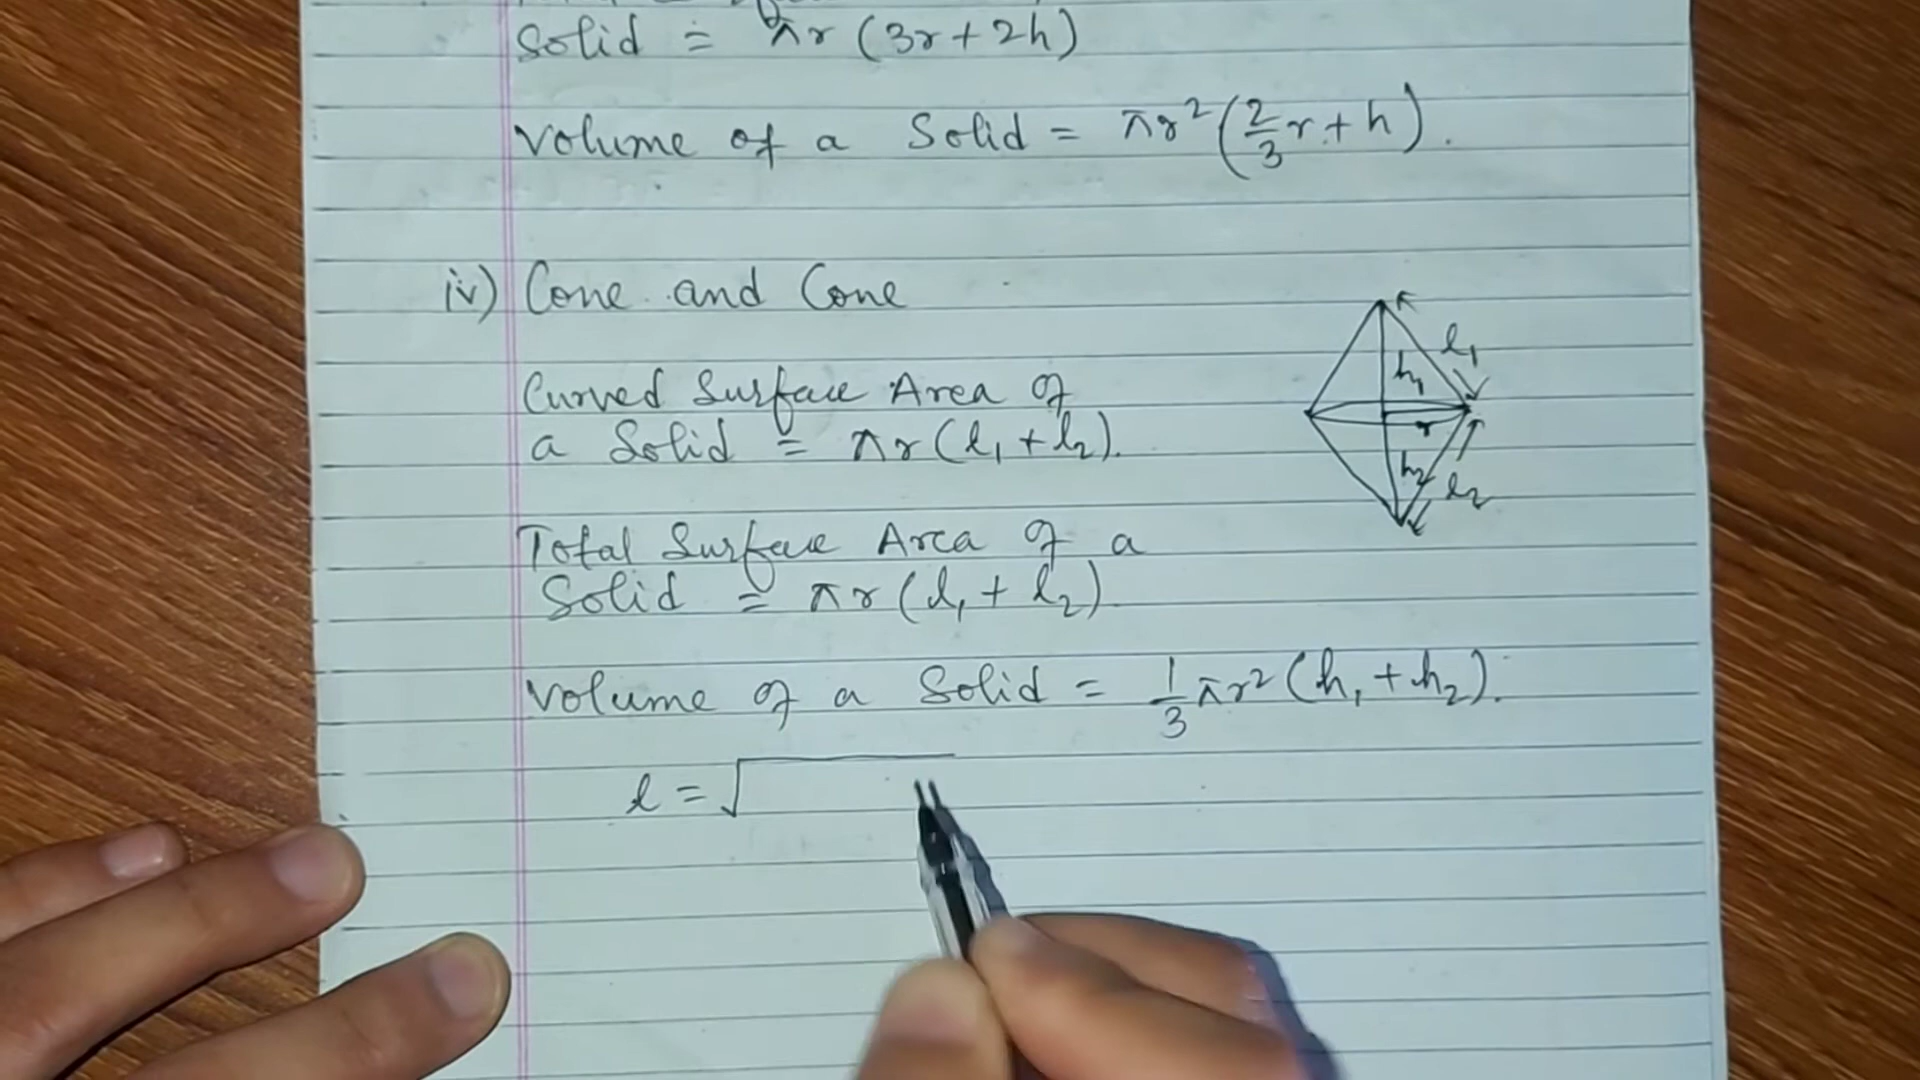 Solid = πr (3r + 2h)
Volume of a Solid = πr² (2/3 r + h).
iv) Cone and Cone
Curved Surface Area Of
a Solid = πr (l₁ + l₂).
Total Surface Area Of a
Solid = πr (l₁ + l₂)
Volume of a Solid = 1/3 πr² (h₁ + h₂).
l = √
l₁
h₁
r
h₂
l₂